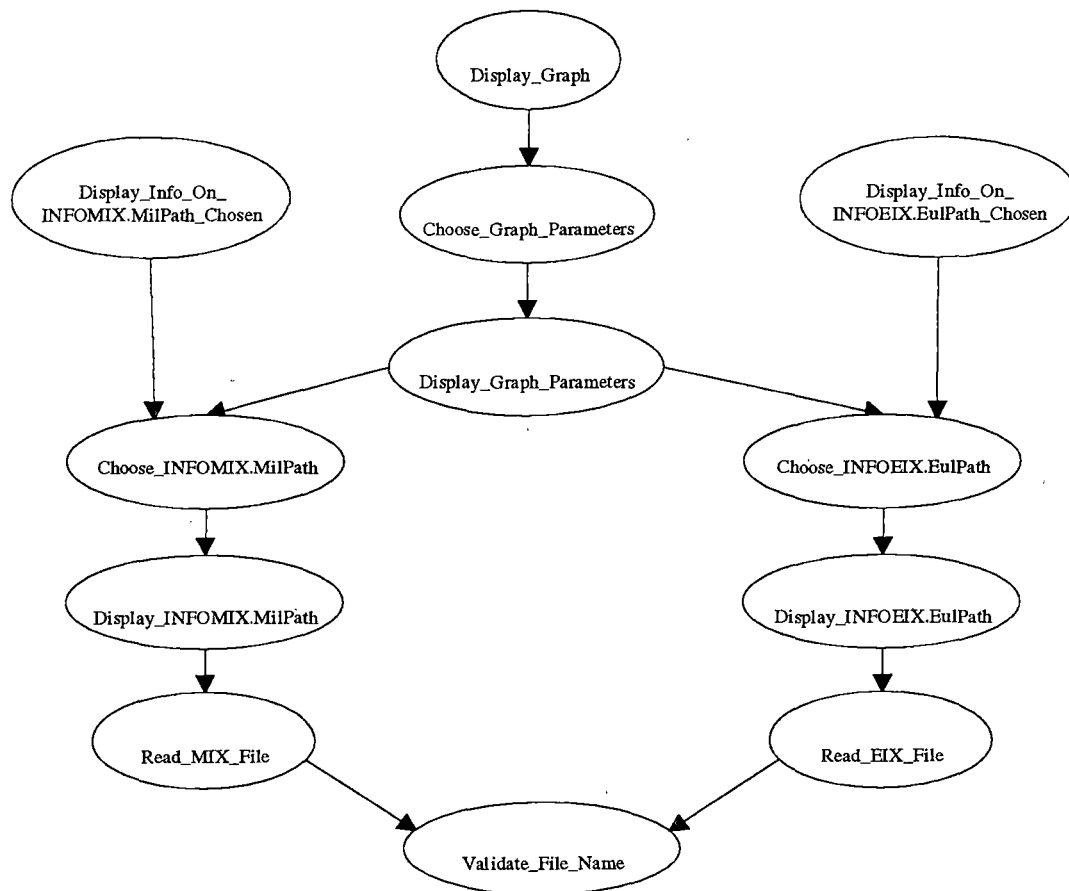 Display_Graph
Display_Info_On_
INFOMIX.MilPath_Chosen
Choose_Graph_Parameters
Display_Info_On_
INFOEIX.EulPath_Chosen
Display_Graph_Parameters
Choose_INFOMIX.MilPath
Choose_INFOEIX.EulPath
Display_INFOMIX.MilPath
Display_INFOEIX.EulPath
Read_MIX_File
Read_EIX_File
Validate_File_Name